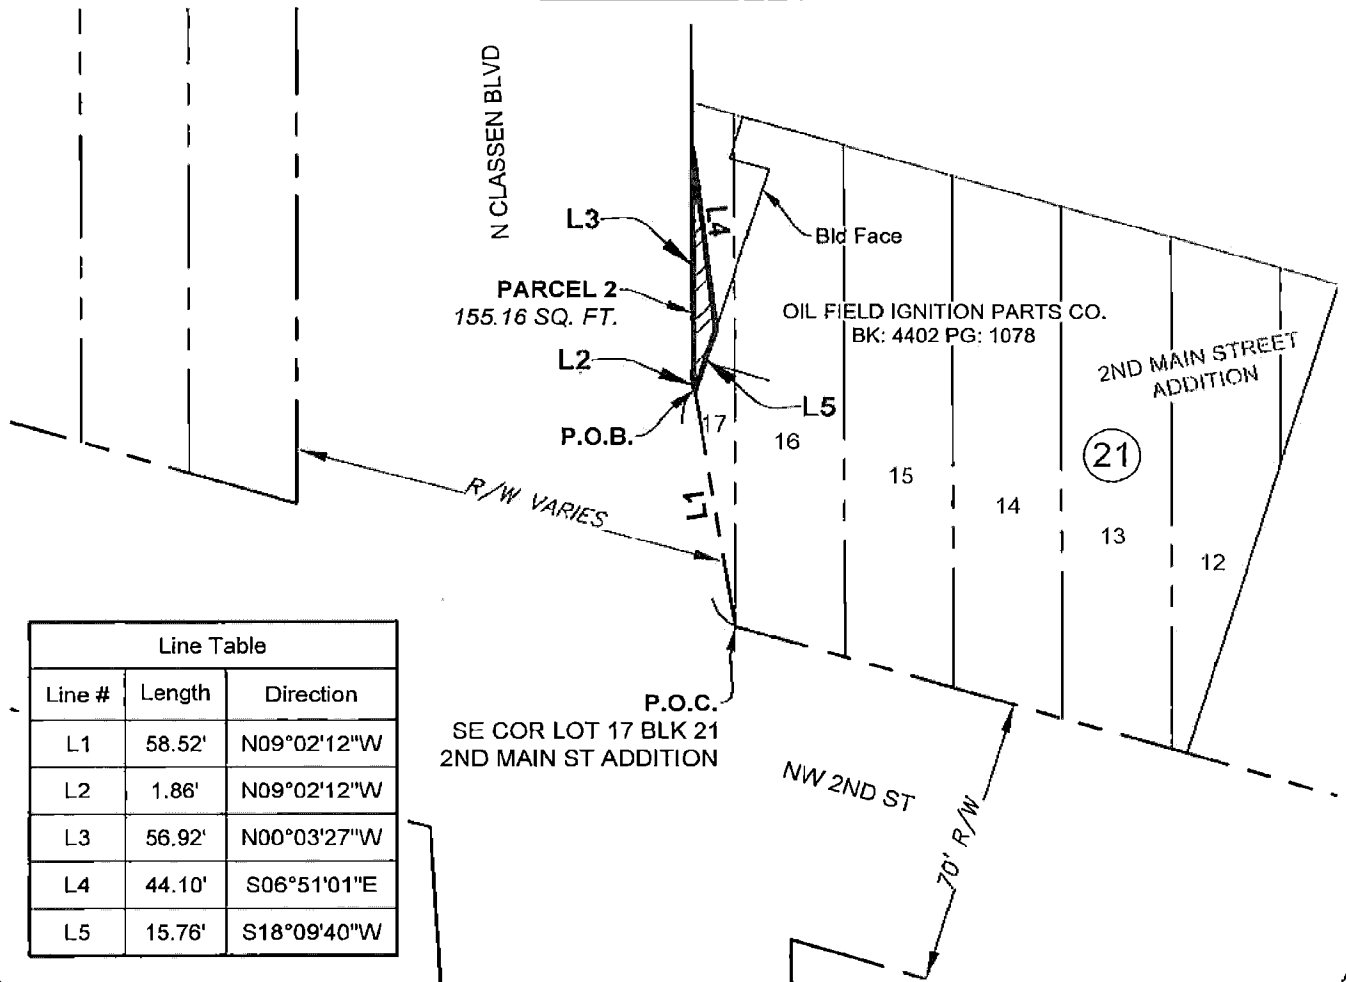 N CLASSEN BLVD
L3
L4
Bld Face
PARCEL 2
155.16 SQ. FT.
OIL FIELD IGNITION PARTS CO.
BK: 4402 PG: 1078
2ND MAIN STREET
ADDITION
L2
L5
P.O.B.
17
16
15
14
21
13
12
R/W VARIES
L1
P.O.C.
SE COR LOT 17 BLK 21
2ND MAIN ST ADDITION
NW 2ND ST
70' R/W
Line Table
Line # Length Direction
L1 58.52' N09°02'12"W
L2 1.86' N09°02'12"W
L3 56.92' N00°03'27"W
L4 44.10' S06°51'01"E
L5 15.76' S18°09'40"W